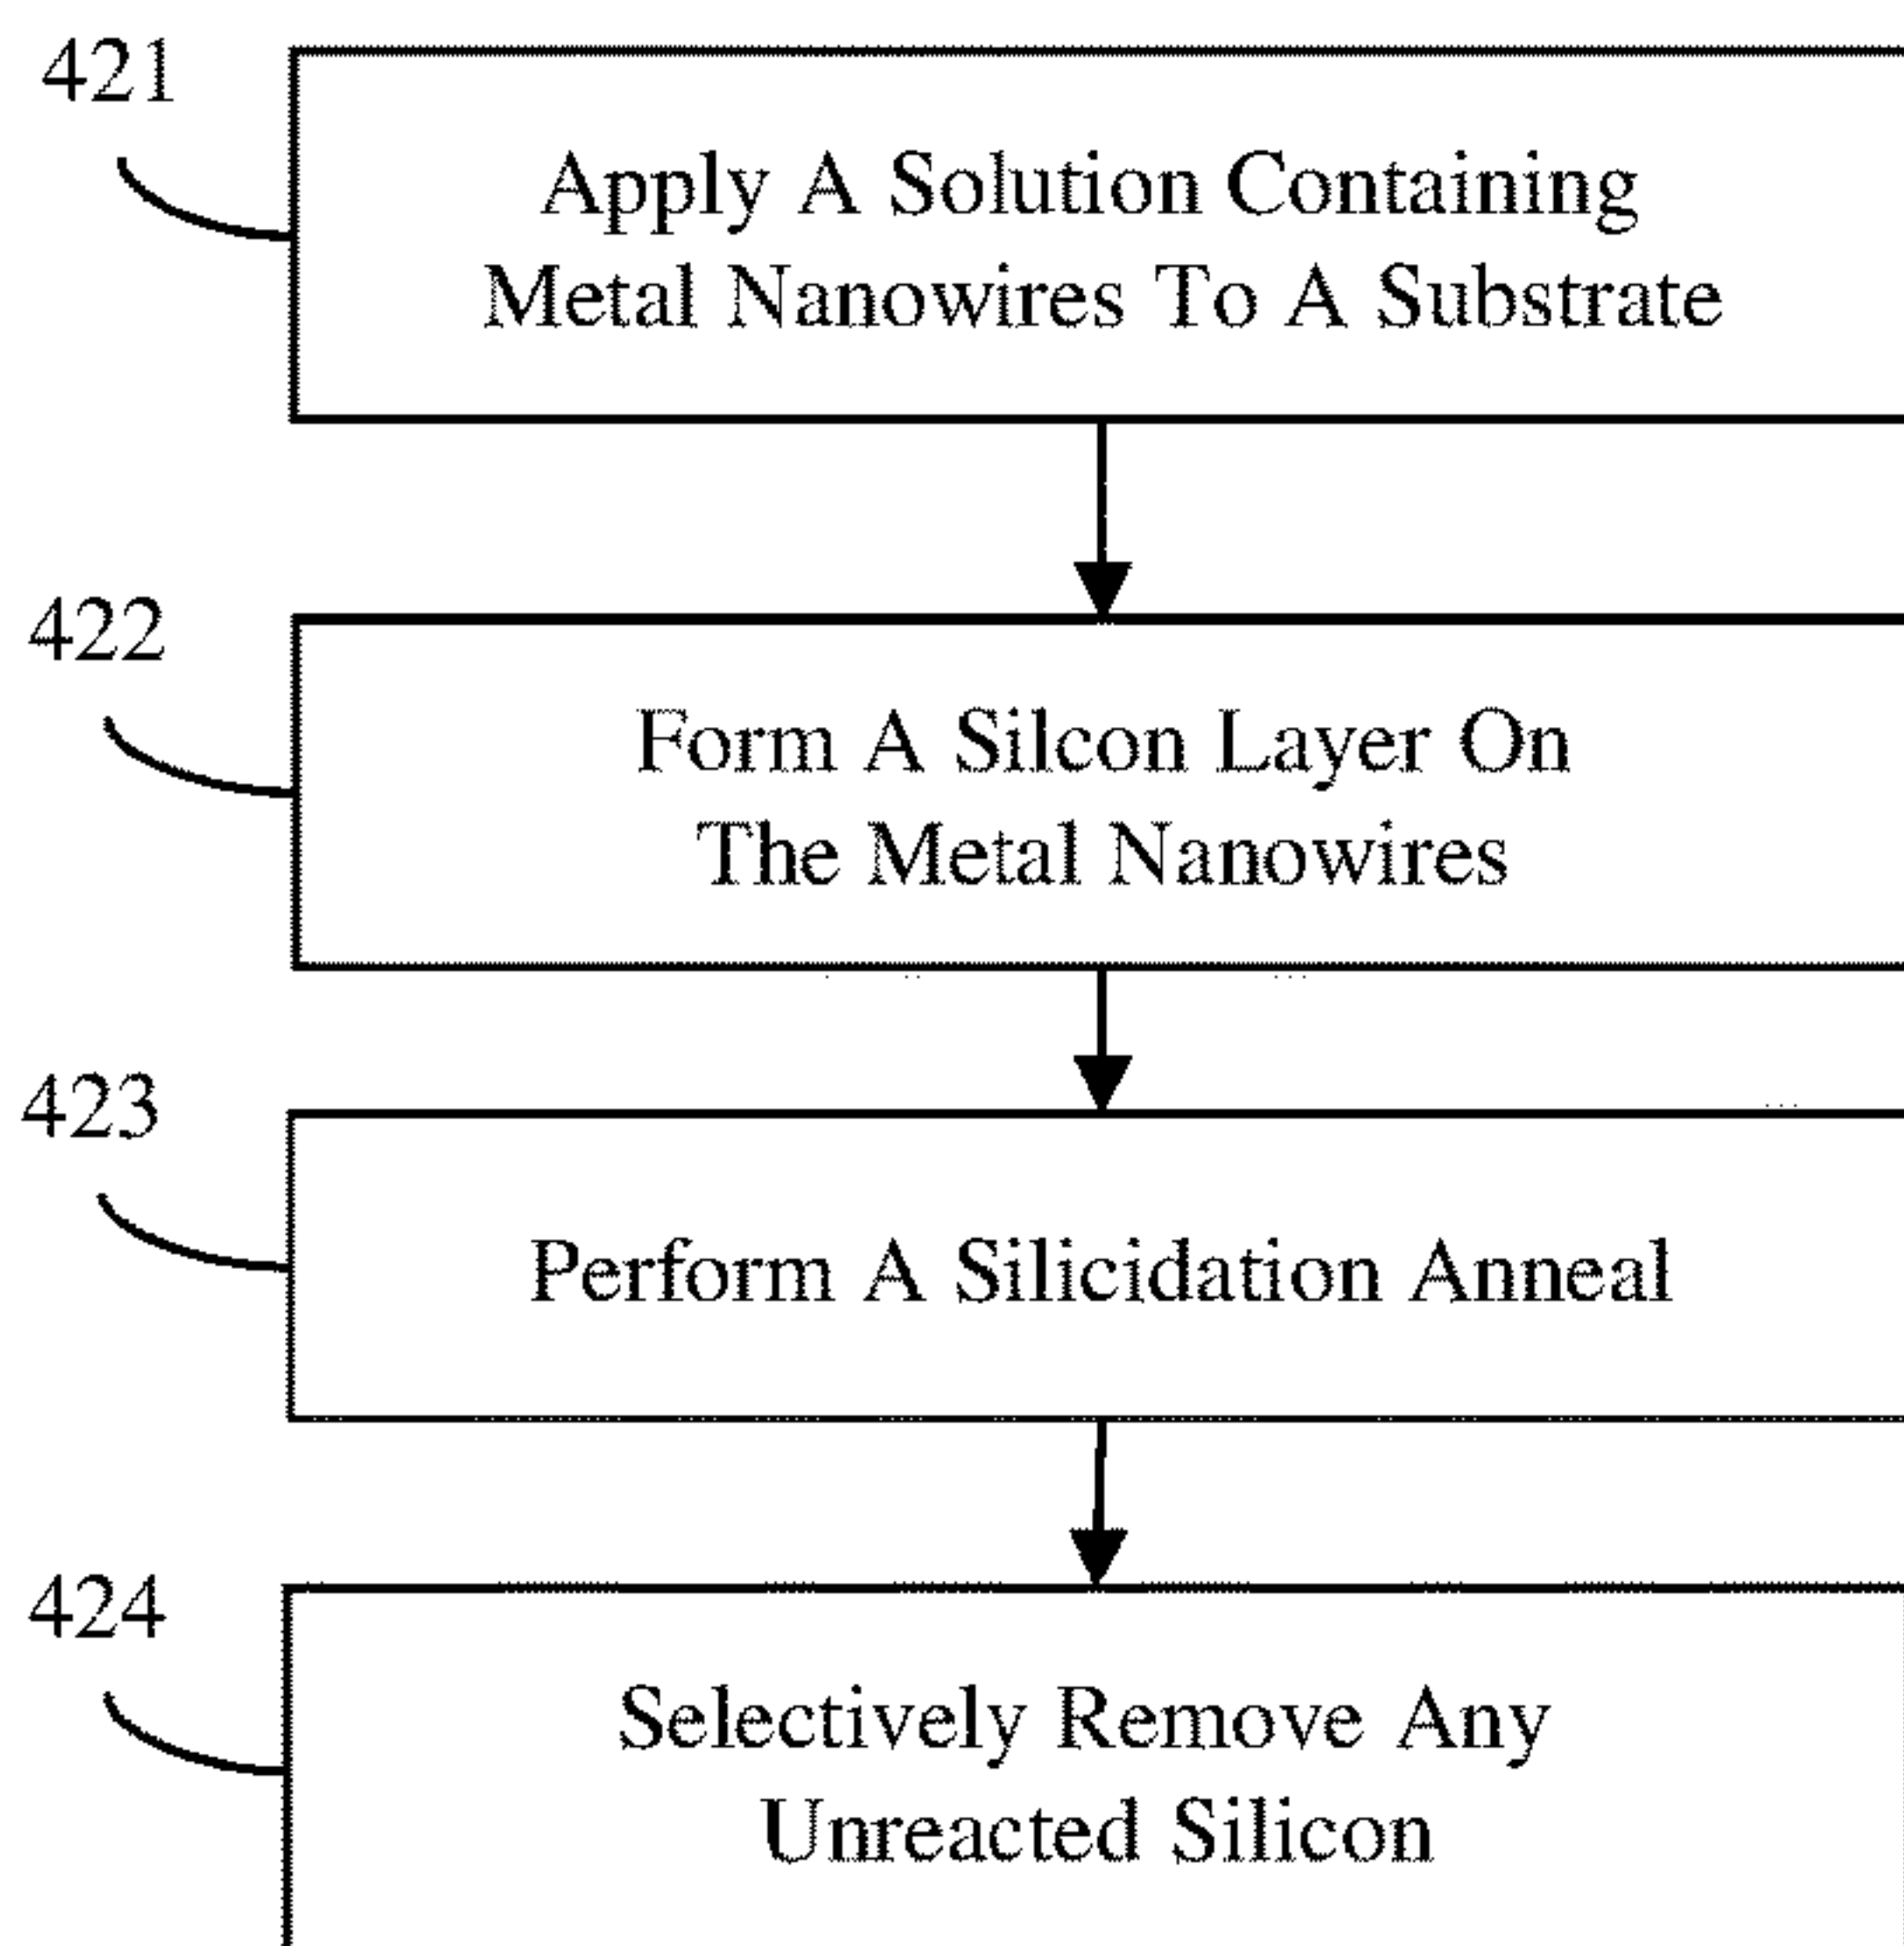 421
Apply A Solution Containing
Metal Nanowires To A Substrate
422
Form A Silcon Layer On
The Metal Nanowires
423
Perform A Silicidation Anneal
424
Selectively Remove Any
Unreacted Silicon